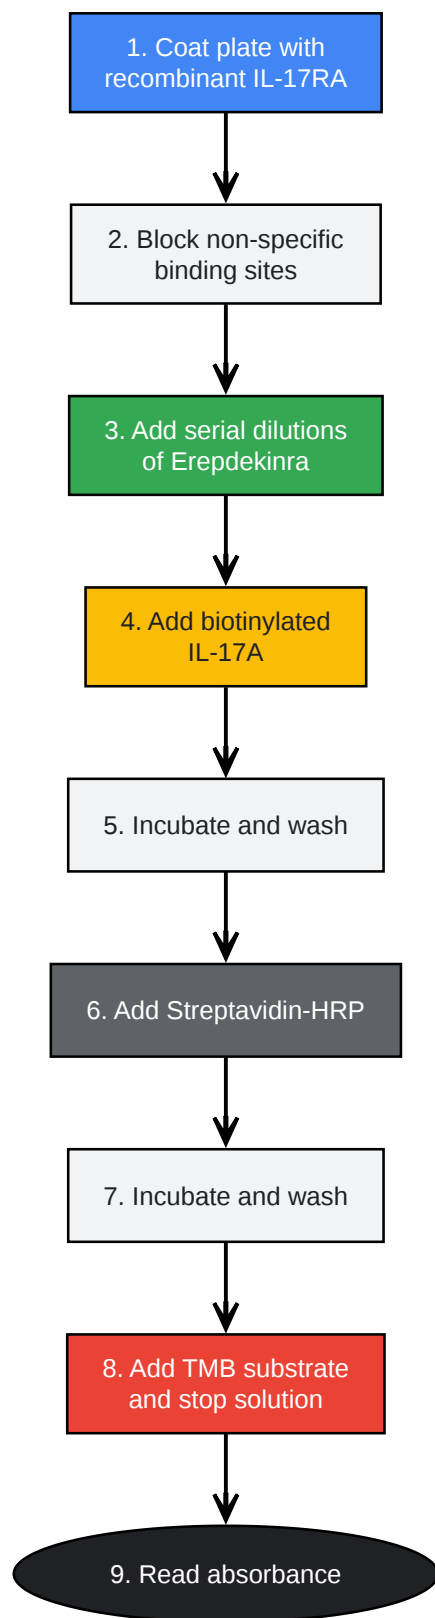 1. Coat plate with
recombinant IL-17RA
2. Block non-specific
binding sites
3. Add serial dilutions
of Erepdekinra
4. Add biotinylated
IL-17A
5. Incubate and wash
6. Add Streptavidin-HRP
7. Incubate and wash
8. Add TMB substrate
and stop solution
9. Read absorbance